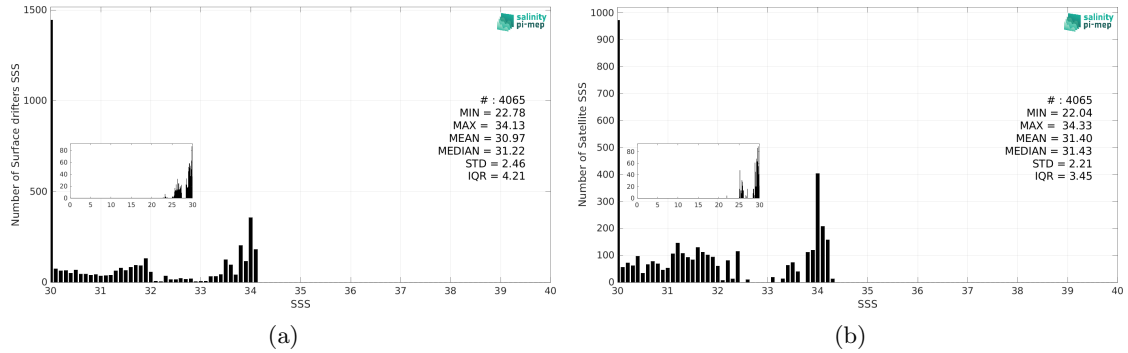 1500
1000
500
0
Number of Surface drifters SSS
salinity
pi-mep
# : 4065
MIN = 22.78
MAX = 34.13
MEAN = 30.97
MEDIAN = 31.22
STD = 2.46
IQR = 4.21
80
60
40
20
0
0 5 10 15 20 25 30
30 31 32 33 34 35 36 37 38 39 40
SSS
(a)
1000
900
800
700
600
500
400
300
200
100
0
Number of Satellite SSS
salinity
pi-mep
# : 4065
MIN = 22.04
MAX = 34.33
MEAN = 31.40
MEDIAN = 31.43
STD = 2.21
IQR = 3.45
80
60
40
20
0
0 5 10 15 20 25 30
30 31 32 33 34 35 36 37 38 39 40
SSS
(b)